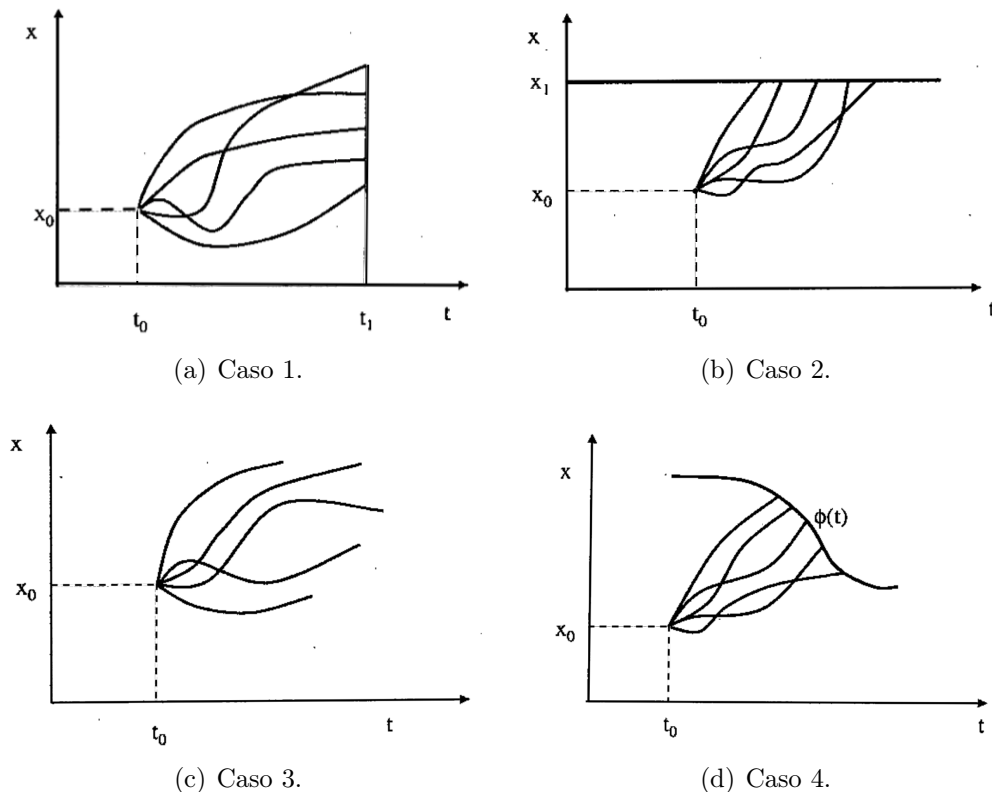 x
x₀
t₀
t₁
t
(a) Caso 1.
x
x₁
x₀
t₀
t
(b) Caso 2.
x
x₀
t₀
t
(c) Caso 3.
x
ϕ(t)
x₀
t₀
t
(d) Caso 4.